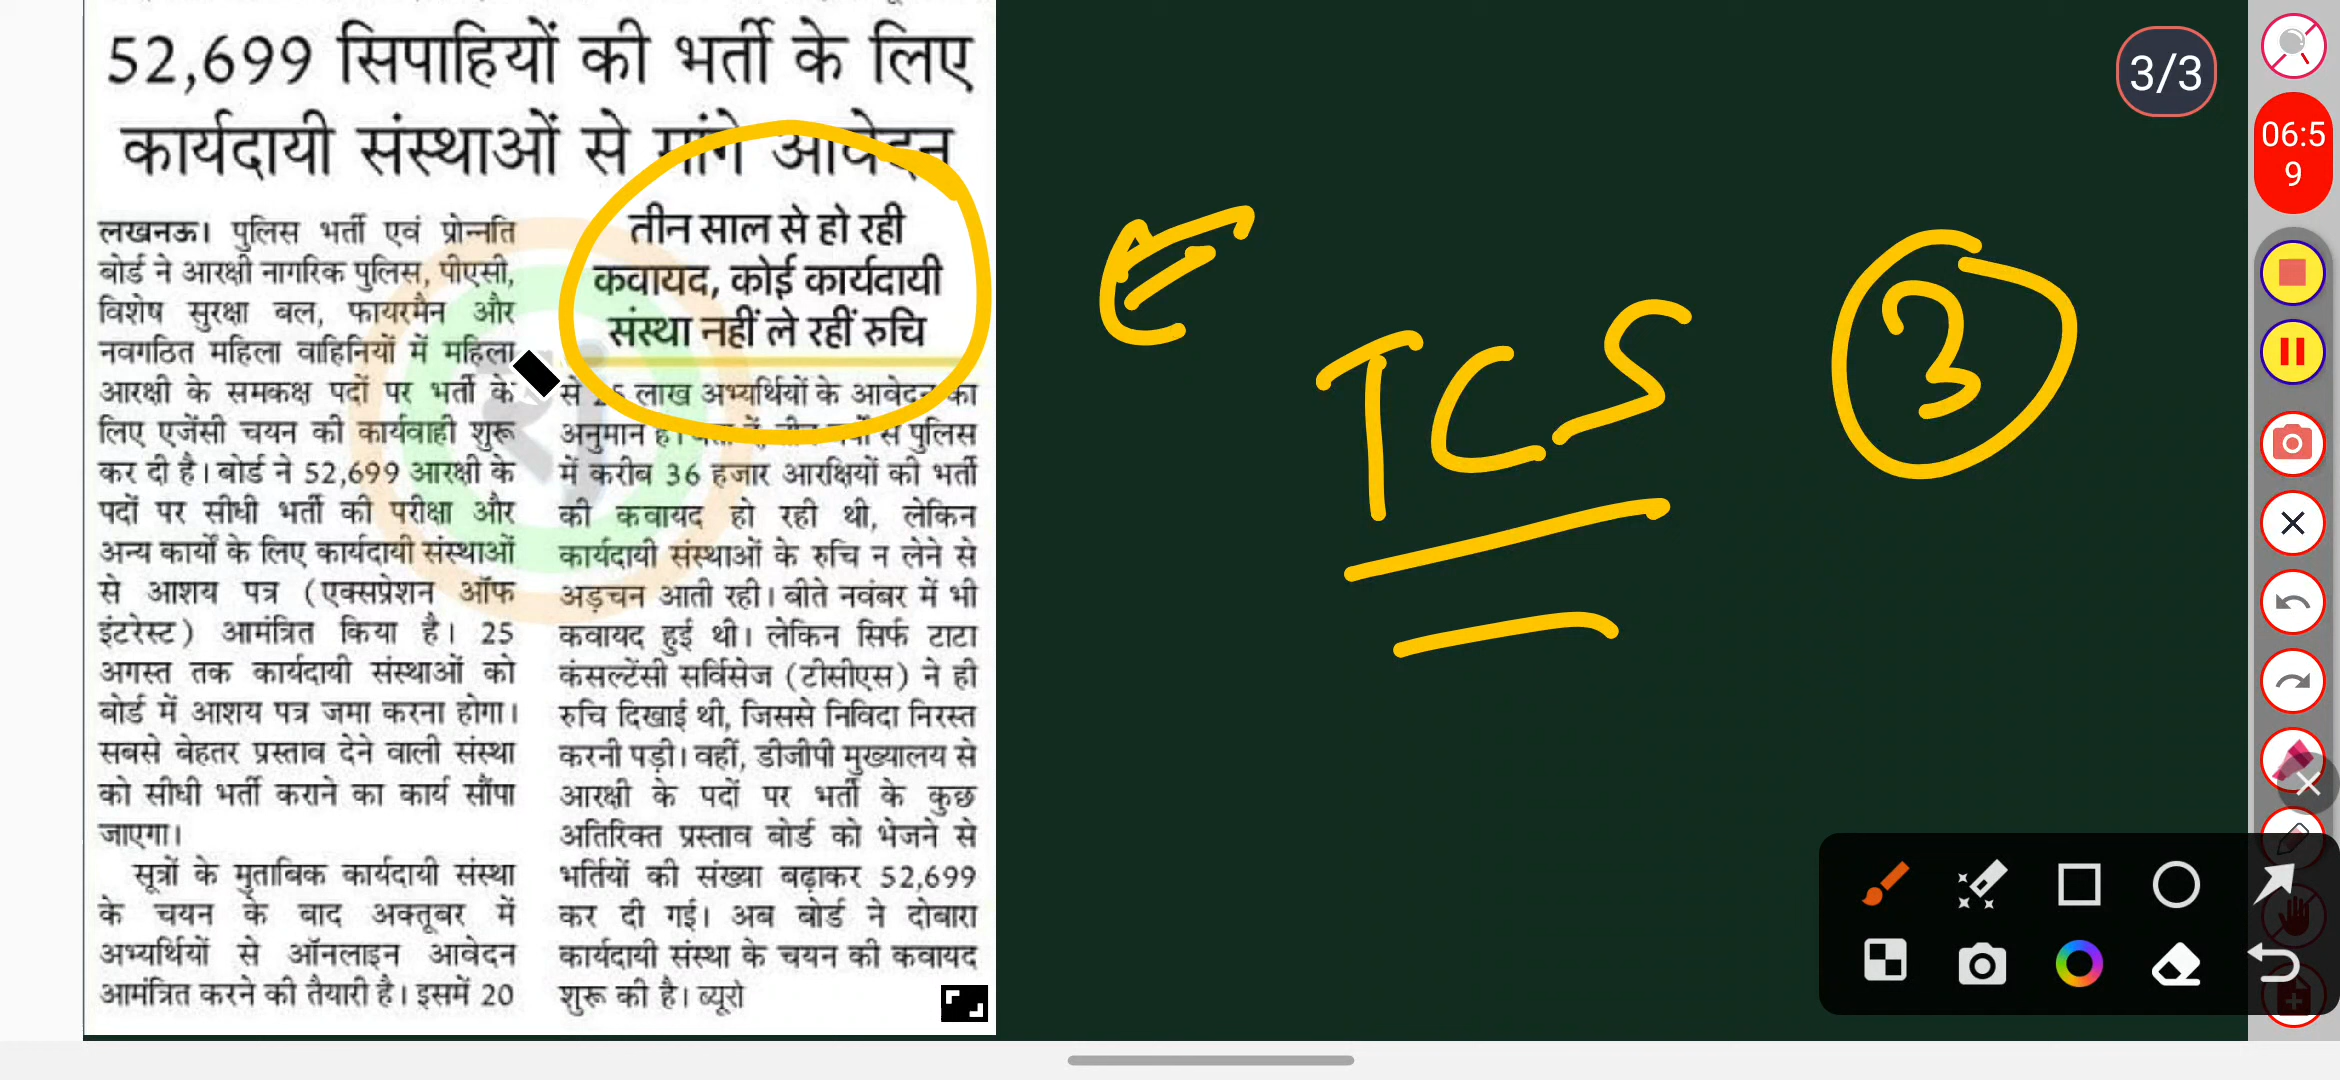 52,699 सिपाहियों की भर्ती के लिए
कार्यदायी संस्थाओं से मांगे आवेदन
लखनऊ। पुलिस भर्ती एवं प्रोन्नति
बोर्ड ने आरक्षी नागरिक पुलिस, पीएसी,
विशेष सुरक्षा बल, फायरमैन और
नवगठित महिला वाहिनियों में महिला
आरक्षी के समकक्ष पदों पर भर्ती के
लिए एजेंसी चयन की कार्यवाही शुरू
कर दी है। बोर्ड ने 52,699 आरक्षी के
पदों पर सीधी भर्ती की परीक्षा और
अन्य कार्यों के लिए कार्यदायी संस्थाओं
से आशय पत्र (एक्सप्रेशन ऑफ
इंटरेस्ट) आमंत्रित किया है। 25
अगस्त तक कार्यदायी संस्थाओं को
बोर्ड में आशय पत्र जमा करना होगा।
सबसे बेहतर प्रस्ताव देने वाली संस्था
को सीधी भर्ती कराने का कार्य सौंपा
जाएगा।
सूत्रों के मुताबिक कार्यदायी संस्था
के चयन के बाद अक्तूबर में
अभ्यर्थियों से ऑनलाइन आवेदन
आमंत्रित करने की तैयारी है। इसमें 20
तीन साल से हो रही
कवायद, कोई कार्यदायी
संस्था नहीं ले रहीं रुचि
से 25 लाख अभ्यर्थियों के आवेदन का
अनुमान है। से पुलिस
में करीब 36 हजार आरक्षियों की भर्ती
की कवायद हो रही थी, लेकिन
कार्यदायी संस्थाओं के रुचि न लेने से
अड़चन आती रही। बीते नवंबर में भी
कवायद हुई थी। लेकिन सिर्फ टाटा
कंसल्टेंसी सर्विसेज (टीसीएस) ने ही
रुचि दिखाई थी, जिससे निविदा निरस्त
करनी पड़ी। वहीं, डीजीपी मुख्यालय से
आरक्षी के पदों पर भर्ती के कुछ
अतिरिक्त प्रस्ताव बोर्ड को भेजने से
भर्तियों की संख्या बढ़ाकर 52,699
कर दी गई। अब बोर्ड ने दोबारा
कार्यदायी संस्था के चयन की कवायद
शुरू की है। ब्यूरो
TCS
3
3/3
06:5
9